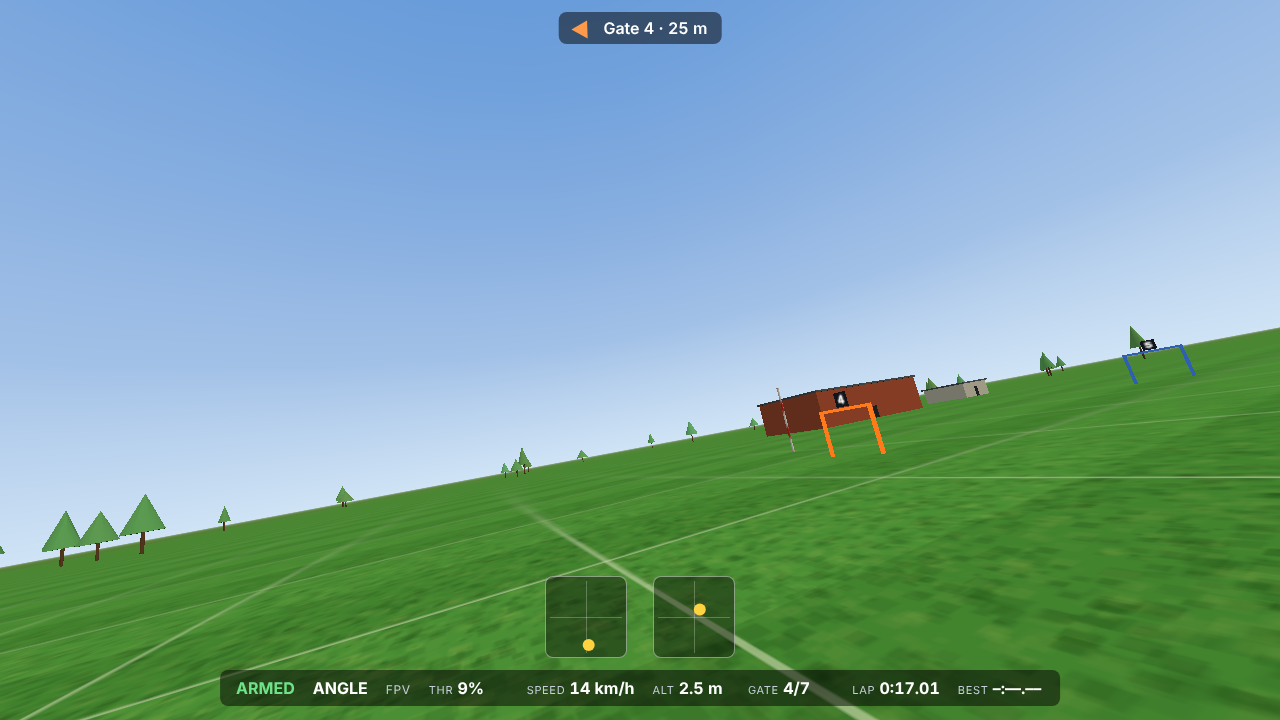 Gate 4 · 25 m
4
ARMED ANGLE FPV THR 9% SPEED 14 km/h ALT 2.5 m GATE 4/7 LAP 0:17.01 BEST –:––.––